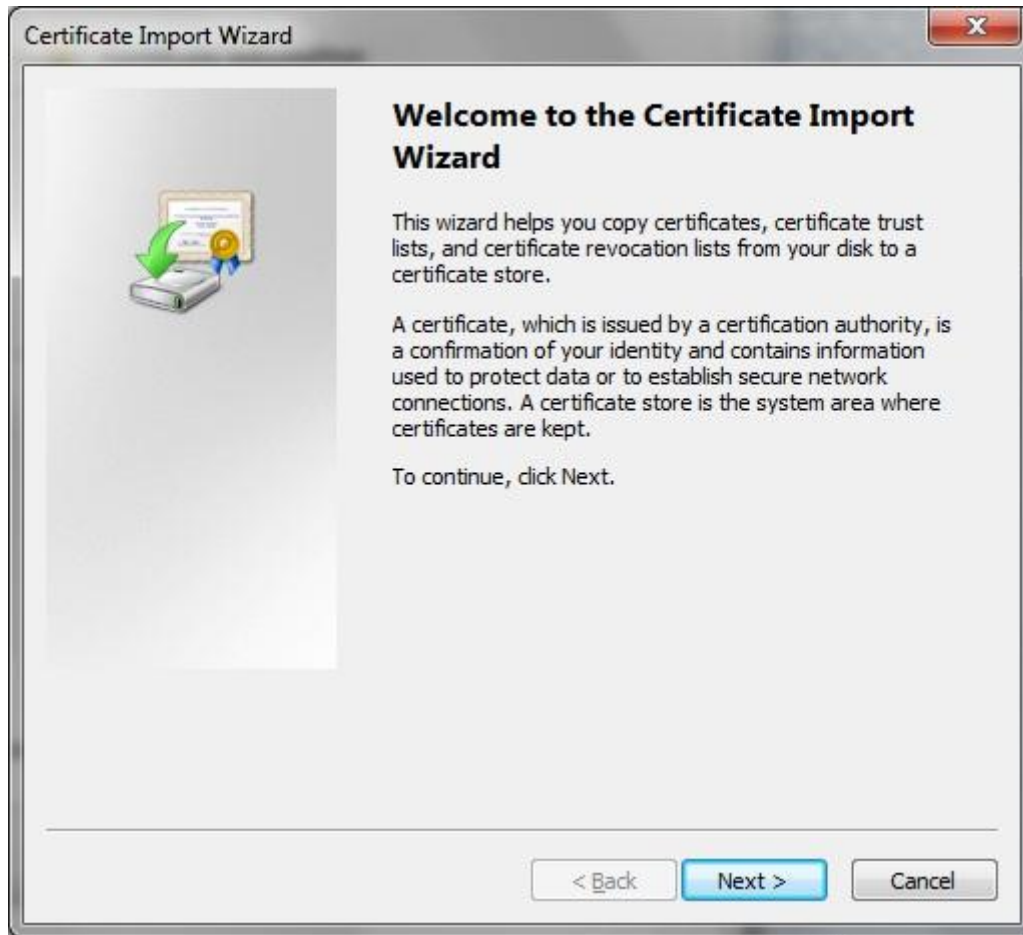 Certificate Import Wizard
Welcome to the Certificate Import
Wizard
This wizard helps you copy certificates, certificate trust
lists, and certificate revocation lists from your disk to a
certificate store.
A certificate, which is issued by a certification authority, is
a confirmation of your identity and contains information
used to protect data or to establish secure network
connections. A certificate store is the system area where
certificates are kept.
To continue, click Next.
< Back
Next >
Cancel